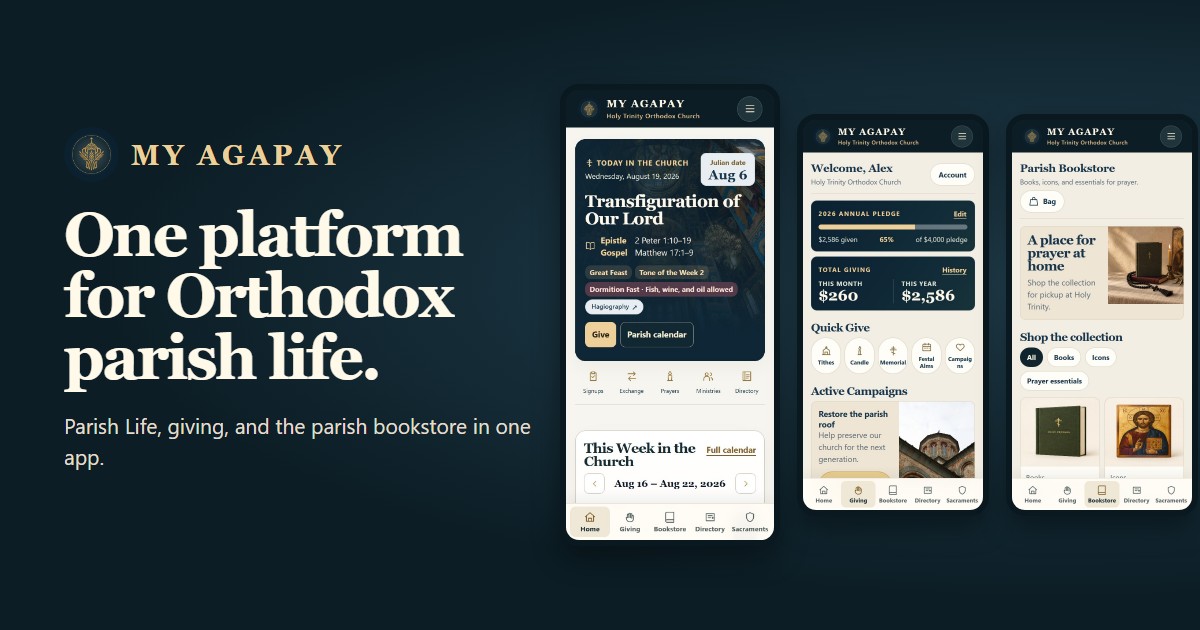 MY AGAPAY
One platform
for Orthodox
parish life.
Parish Life, giving, and the parish bookstore in one
app.
MY AGAPAY
Holy Trinity Orthodox Church
TODAY IN THE CHURCH
Wednesday, August 19, 2026
Julian date
Aug 6
Transfiguration of
Our Lord
Epistle 2 Peter 1:10–19
Gospel Matthew 17:1–9
Great Feast Tone of the Week 2
Dormition Fast · Fish, wine, and oil allowed
Hagiography ↗
Give Parish calendar
Signups Exchange Prayers Ministries Directory
This Week in the
Church
Full calendar
Aug 16 – Aug 22, 2026
Home Giving Bookstore Directory Sacraments
MY AGAPAY
Holy Trinity Orthodox Church
Welcome, Alex
Holy Trinity Orthodox Church
Account
2026 ANNUAL PLEDGE Edit
$2,586 given 65% of $4,000 pledge
TOTAL GIVING History
THIS MONTH THIS YEAR
$260 $2,586
Quick Give
Tithes Candle Memorial Festal
Alms Campaig
ns
Active Campaigns
Restore the parish
roof
Help preserve our
church for the next
generation.
Home Giving Bookstore Directory Sacraments
MY AGAPAY
Holy Trinity Orthodox Church
Parish Bookstore
Books, icons, and essentials for prayer.
Bag
A place for
prayer at
home
Shop the collection
for pickup at Holy
Trinity.
Shop the collection
All Books Icons
Prayer essentials
Books Icons
Home Giving Bookstore Directory Sacraments